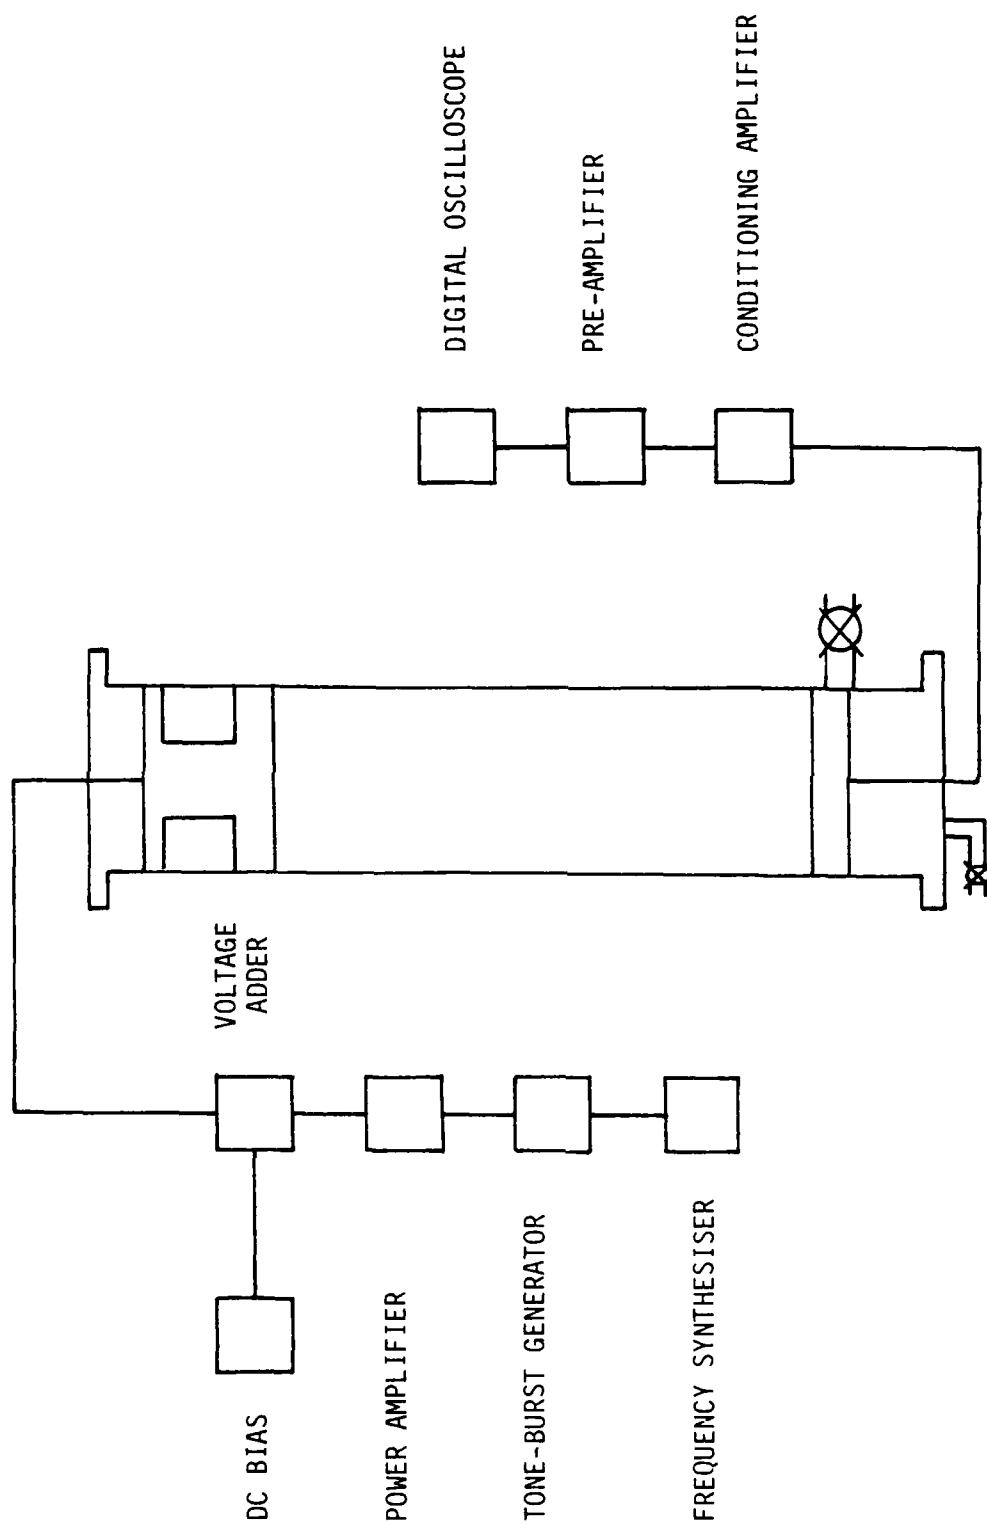 DC BIAS
VOLTAGE
ADDER
POWER AMPLIFIER
TONE-BURST GENERATOR
FREQUENCY SYNTHESISER
DIGITAL OSCILLOSCOPE
PRE-AMPLIFIER
CONDITIONING AMPLIFIER